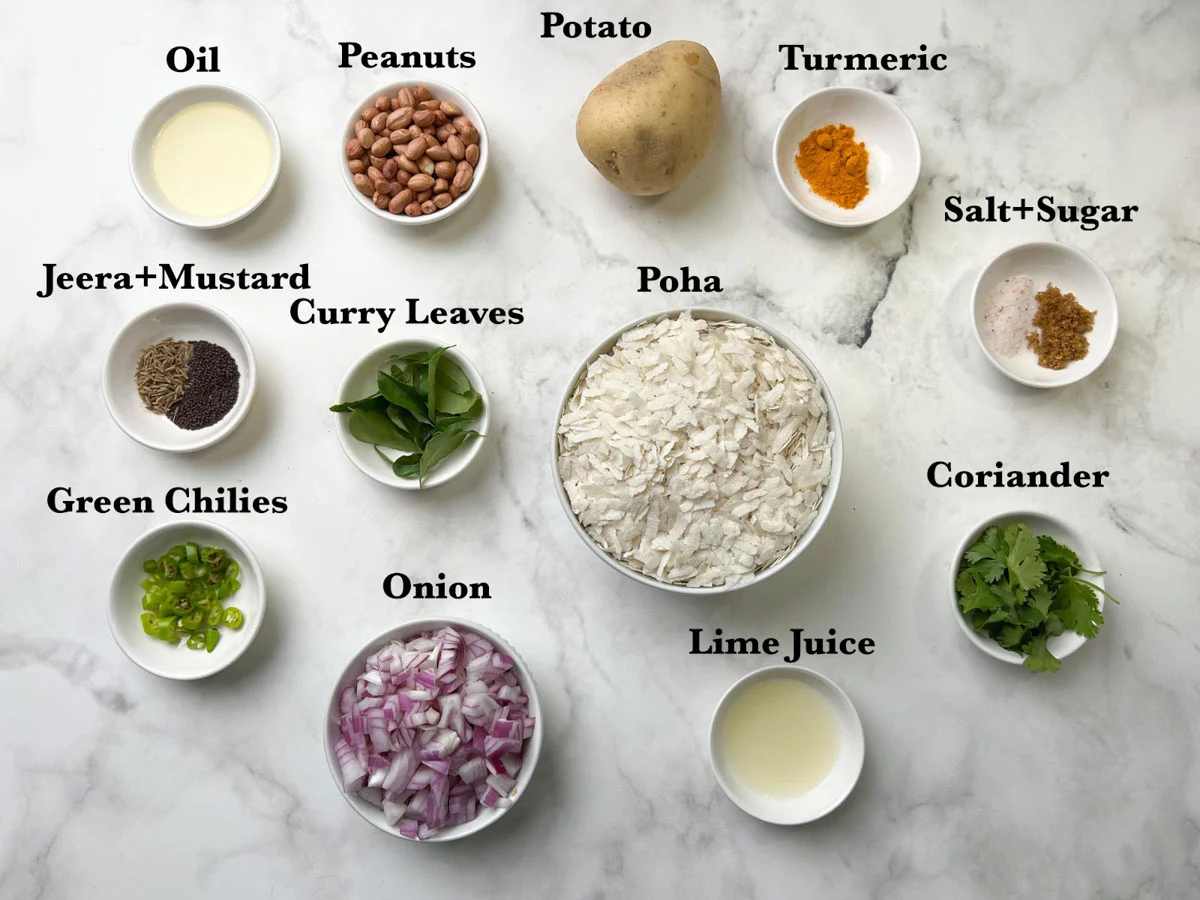 Potato
Oil
Peanuts
Turmeric
Salt+Sugar
Jeera+Mustard
Curry Leaves
Poha
Green Chilies
Coriander
Onion
Lime Juice